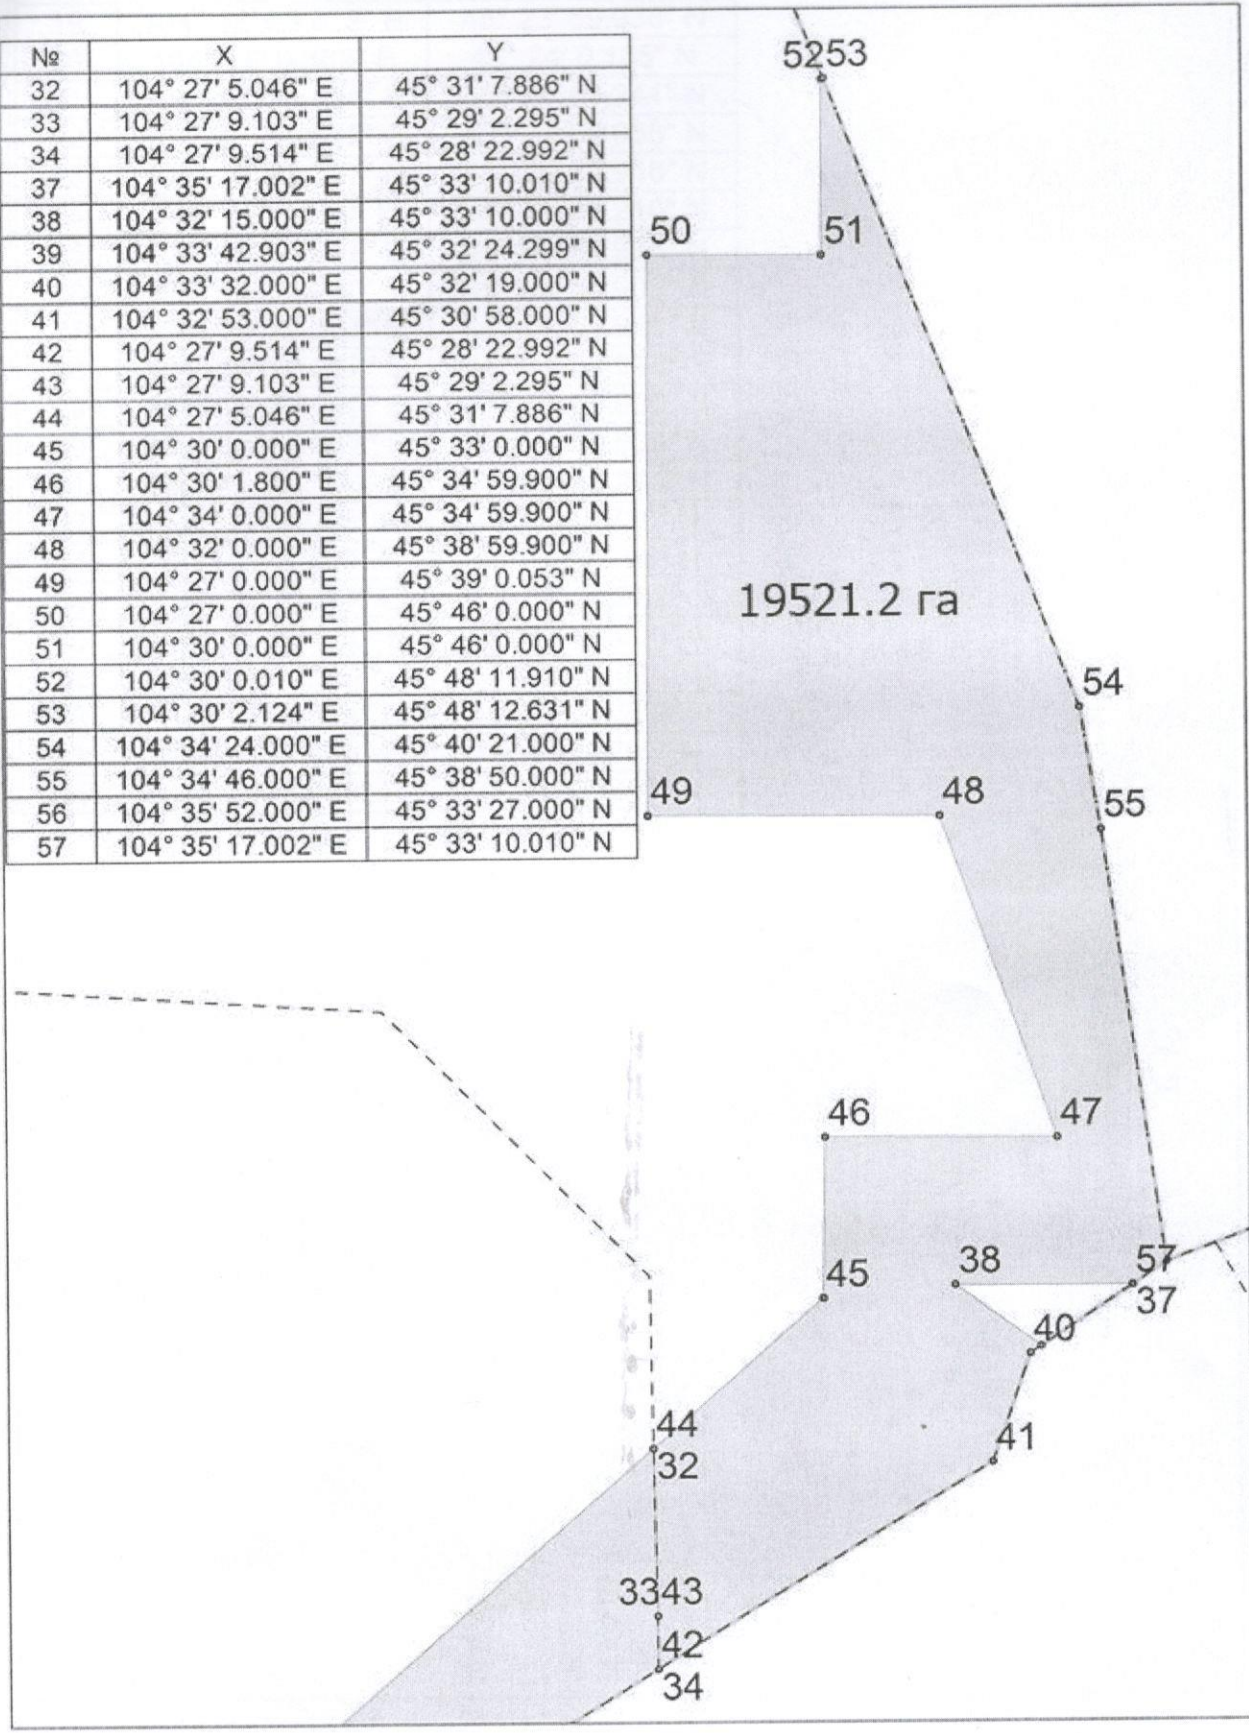 № X Y
32 104° 27' 5.046" E 45° 31' 7.886" N
33 104° 27' 9.103" E 45° 29' 2.295" N
34 104° 27' 9.514" E 45° 28' 22.992" N
37 104° 35' 17.002" E 45° 33' 10.010" N
38 104° 32' 15.000" E 45° 33' 10.000" N
39 104° 33' 42.903" E 45° 32' 24.299" N
40 104° 33' 32.000" E 45° 32' 19.000" N
41 104° 32' 53.000" E 45° 30' 58.000" N
42 104° 27' 9.514" E 45° 28' 22.992" N
43 104° 27' 9.103" E 45° 29' 2.295" N
44 104° 27' 5.046" E 45° 31' 7.886" N
45 104° 30' 0.000" E 45° 33' 0.000" N
46 104° 30' 1.800" E 45° 34' 59.900" N
47 104° 34' 0.000" E 45° 34' 59.900" N
48 104° 32' 0.000" E 45° 38' 59.900" N
49 104° 27' 0.000" E 45° 39' 0.053" N
50 104° 27' 0.000" E 45° 46' 0.000" N
51 104° 30' 0.000" E 45° 46' 0.000" N
52 104° 30' 0.010" E 45° 48' 11.910" N
53 104° 30' 2.124" E 45° 48' 12.631" N
54 104° 34' 24.000" E 45° 40' 21.000" N
55 104° 34' 46.000" E 45° 38' 50.000" N
56 104° 35' 52.000" E 45° 33' 27.000" N
57 104° 35' 17.002" E 45° 33' 10.010" N
5253
50
51
19521.2 га
54
49
48
55
46
47
45
38
57
37
40
44
32
41
3343
42
34